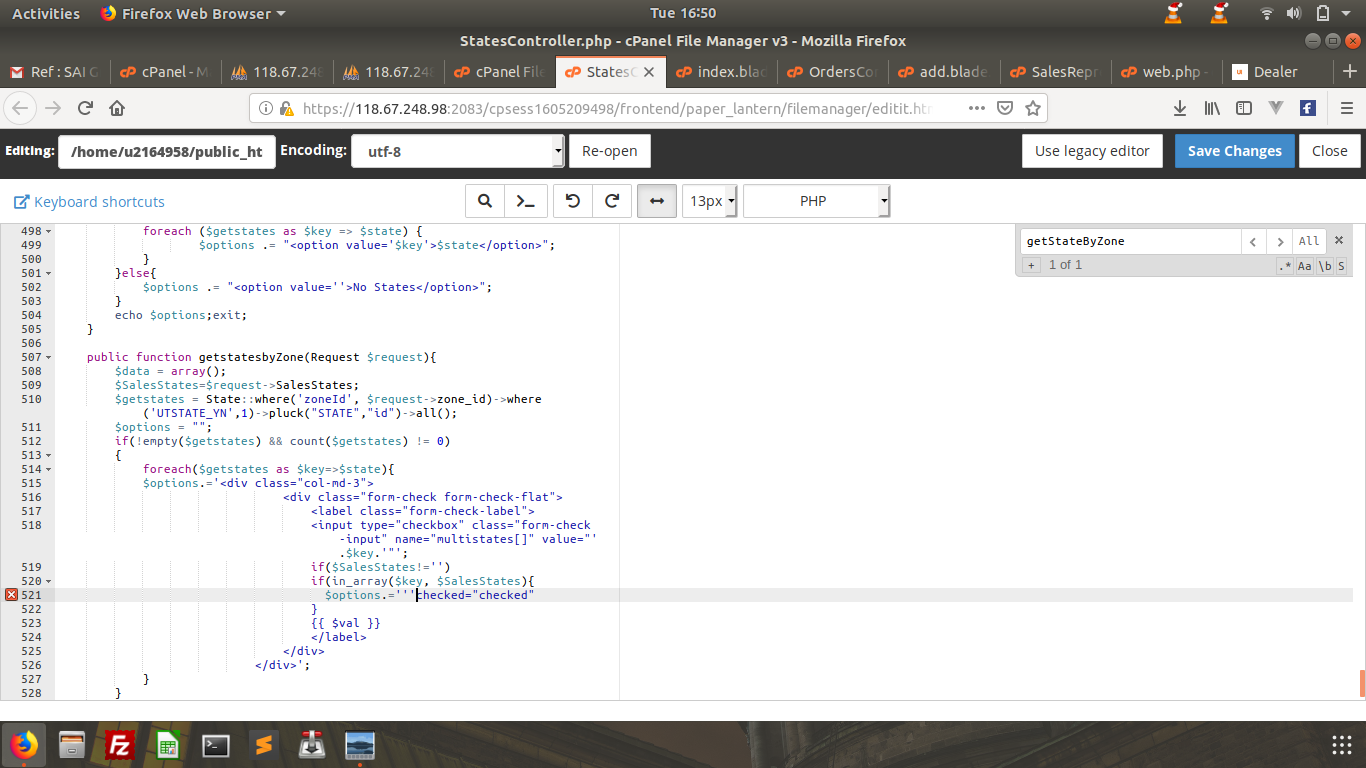 Activities Firefox Web Browser Tue 16:50
StatesController.php - cPanel File Manager v3 - Mozilla Firefox
Ref : SAI G cPanel - M 118.67.248 118.67.248 cPanel File StatesC index.blad OrdersCon add.blade SalesRepr web.php - Dealer
https://118.67.248.98:2083/cpsess1605209498/frontend/paper_lantern/filemanager/editit.htm
Editing: /home/u2164958/public_ht Encoding: utf-8 Re-open Use legacy editor Save Changes Close
Keyboard shortcuts 13px PHP
getStateByZone All
+ 1 of 1 .* Aa \b S
498 foreach ($getstates as $key => $state) {
499 $options .= "<option value='$key'>$state</option>";
500 }
501 }else{
502 $options .= "<option value=''>No States</option>";
503 }
504 echo $options;exit;
505 }
506
507 public function getstatesbyZone(Request $request){
508 $data = array();
509 $SalesStates=$request->SalesStates;
510 $getstates = State::where('zoneId', $request->zone_id)->where
('UTSTATE_YN',1)->pluck("STATE","id")->all();
511 $options = "";
512 if(!empty($getstates) && count($getstates) != 0)
513 {
514 foreach($getstates as $key=>$state){
515 $options.='<div class="col-md-3">
516 <div class="form-check form-check-flat">
517 <label class="form-check-label">
518 <input type="checkbox" class="form-check
-input" name="multistates[]" value="'
.$key.'"';
519 if($SalesStates!='')
520 if(in_array($key, $SalesStates){
521 $options.='''checked="checked"
522 }
523 {{ $val }}
524 </label>
525 </div>
526 </div>';
527 }
528 }